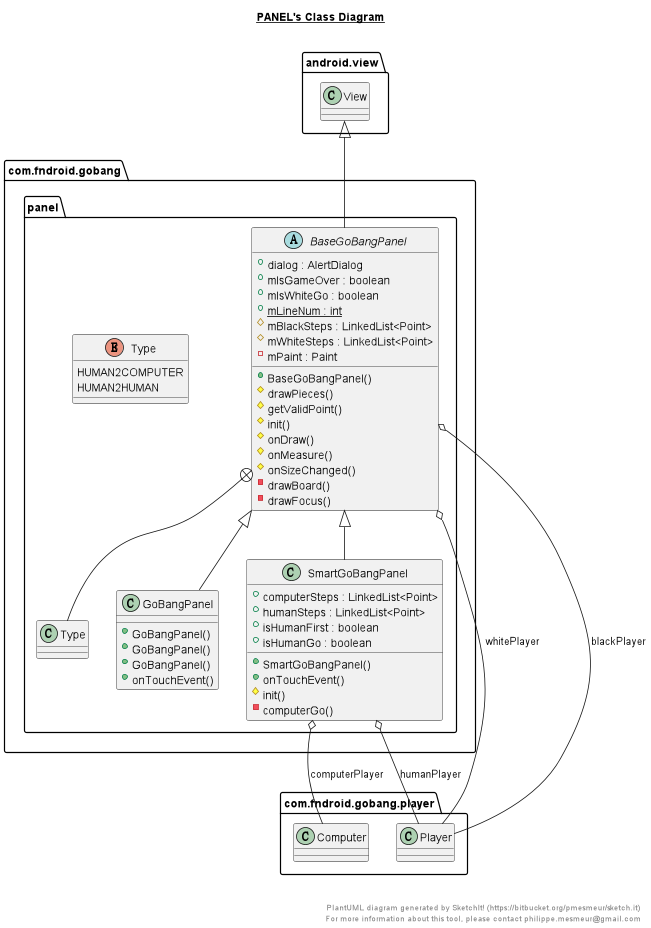 PANEL's Class Diagram
android.view
C View
com.fndroid.gobang
panel
A BaseGoBangPanel
dialog : AlertDialog
mIsGameOver : boolean
mIsWhiteGo : boolean
mLineNum : int
mBlackSteps : LinkedList<Point>
mWhiteSteps : LinkedList<Point>
mPaint : Paint
BaseGoBangPanel()
drawPieces()
getValidPoint()
init()
onDraw()
onMeasure()
onSizeChanged()
drawBoard()
drawFocus()
E Type
HUMAN2COMPUTER
HUMAN2HUMAN
C Type
C GoBangPanel
GoBangPanel()
GoBangPanel()
GoBangPanel()
onTouchEvent()
C SmartGoBangPanel
computerSteps : LinkedList<Point>
humanSteps : LinkedList<Point>
isHumanFirst : boolean
isHumanGo : boolean
SmartGoBangPanel()
onTouchEvent()
init()
computerGo()
whitePlayer
blackPlayer
computerPlayer
humanPlayer
com.fndroid.gobang.player
C Computer
C Player
PlantUML diagram generated by SketchIt! (https://bitbucket.org/pmesmeur/sketch.it)
For more information about this tool, please contact philippe.mesmeur@gmail.com